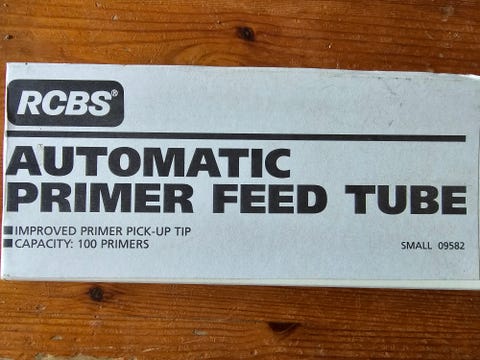 RCBS®
AUTOMATIC
PRIMER FEED TUBE
■IMPROVED PRIMER PICK-UP TIP
■CAPACITY: 100 PRIMERS
SMALL 09582